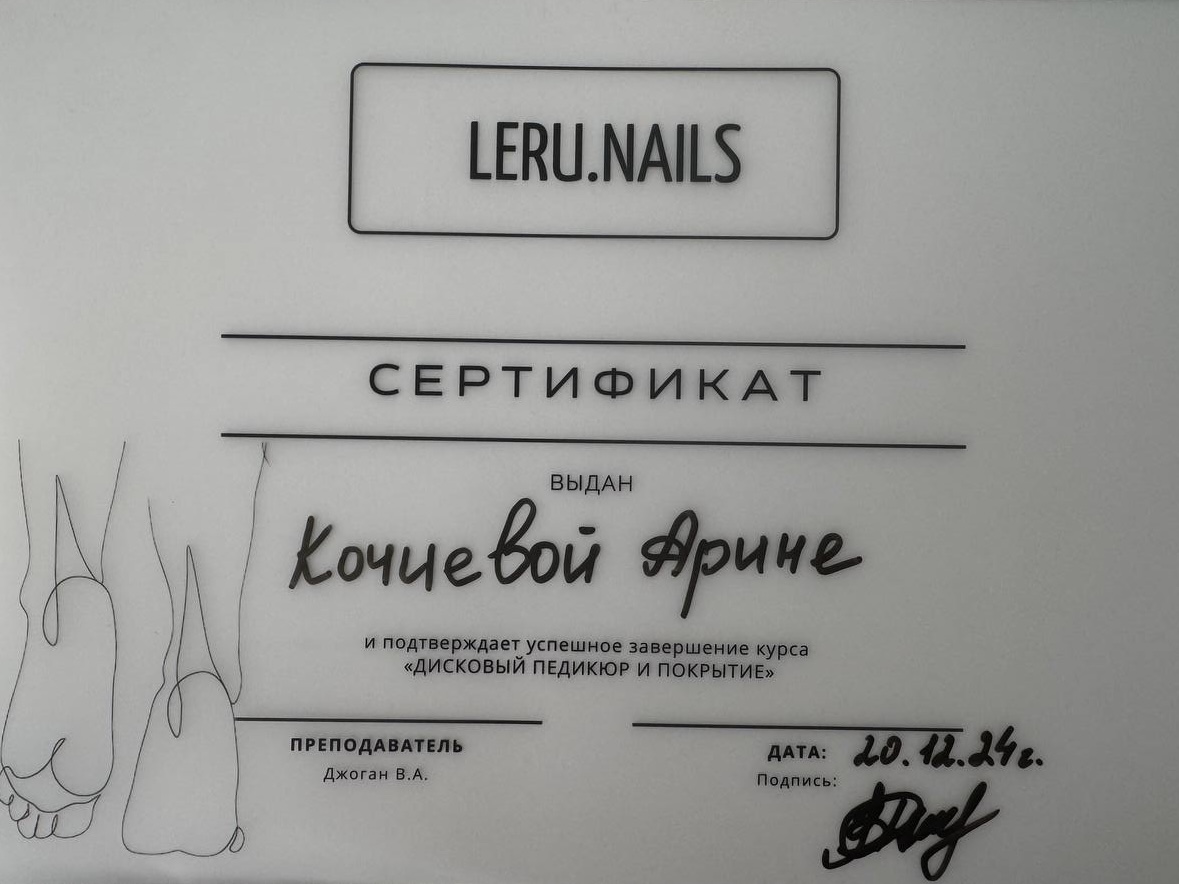 LERU.NAILS
СЕРТИФИКАТ
ВЫДАН
Кочневой Арине
и подтверждает успешное завершение курса
«ДИСКОВЫЙ ПЕДИКЮР И ПОКРЫТИЕ»
ПРЕПОДАВАТЕЛЬ
Джоган В.А.
ДАТА: 20.12.24г.
Подпись: